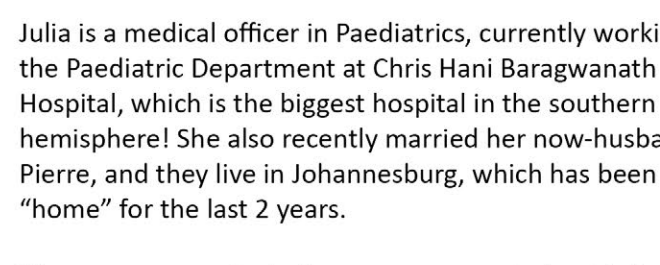 Julia is a medical officer in Paediatrics, currently worki
the Paediatric Department at Chris Hani Baragwanath
Hospital, which is the biggest hospital in the southern
hemisphere! She also recently married her now-husba
Pierre, and they live in Johannesburg, which has been
“home” for the last 2 years.